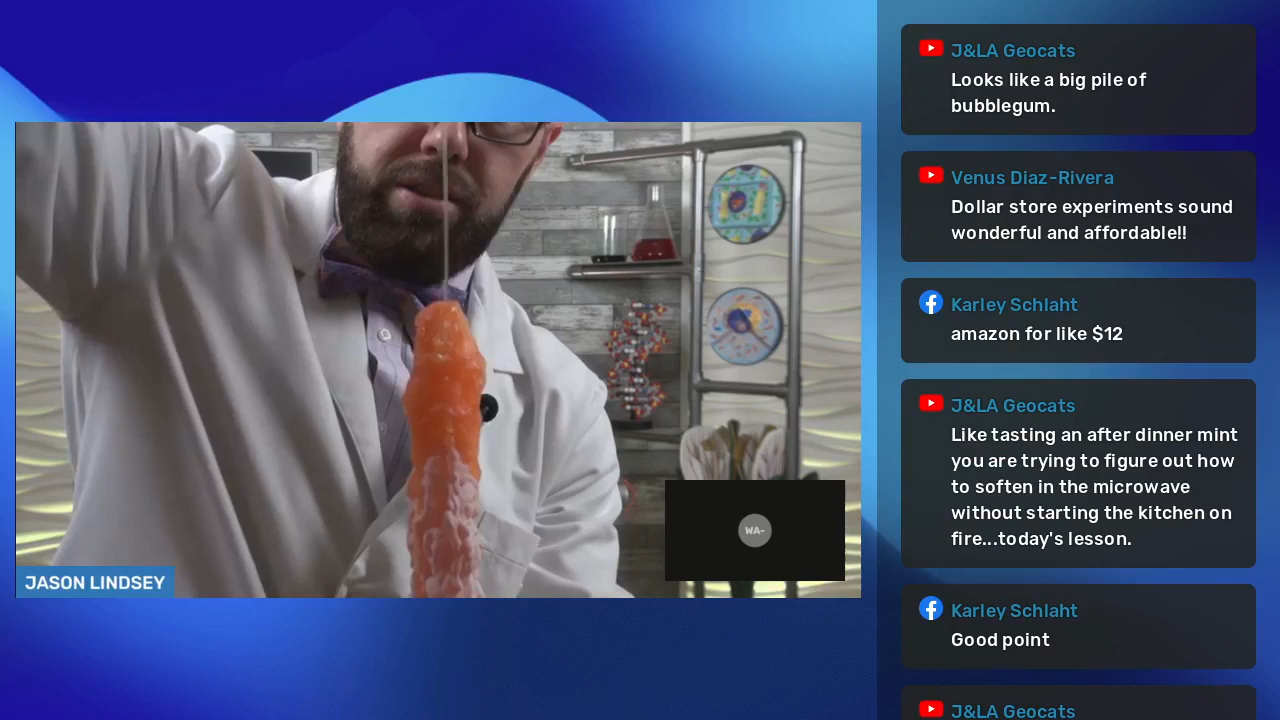 JASON LINDSEY
WA-
J&LA Geocats
Looks like a big pile of
bubblegum.
Venus Diaz-Rivera
Dollar store experiments sound
wonderful and affordable!!
Karley Schlaht
amazon for like $12
J&LA Geocats
Like tasting an after dinner mint
you are trying to figure out how
to soften in the microwave
without starting the kitchen on
fire...today's lesson.
Karley Schlaht
Good point
J&LA Geocats